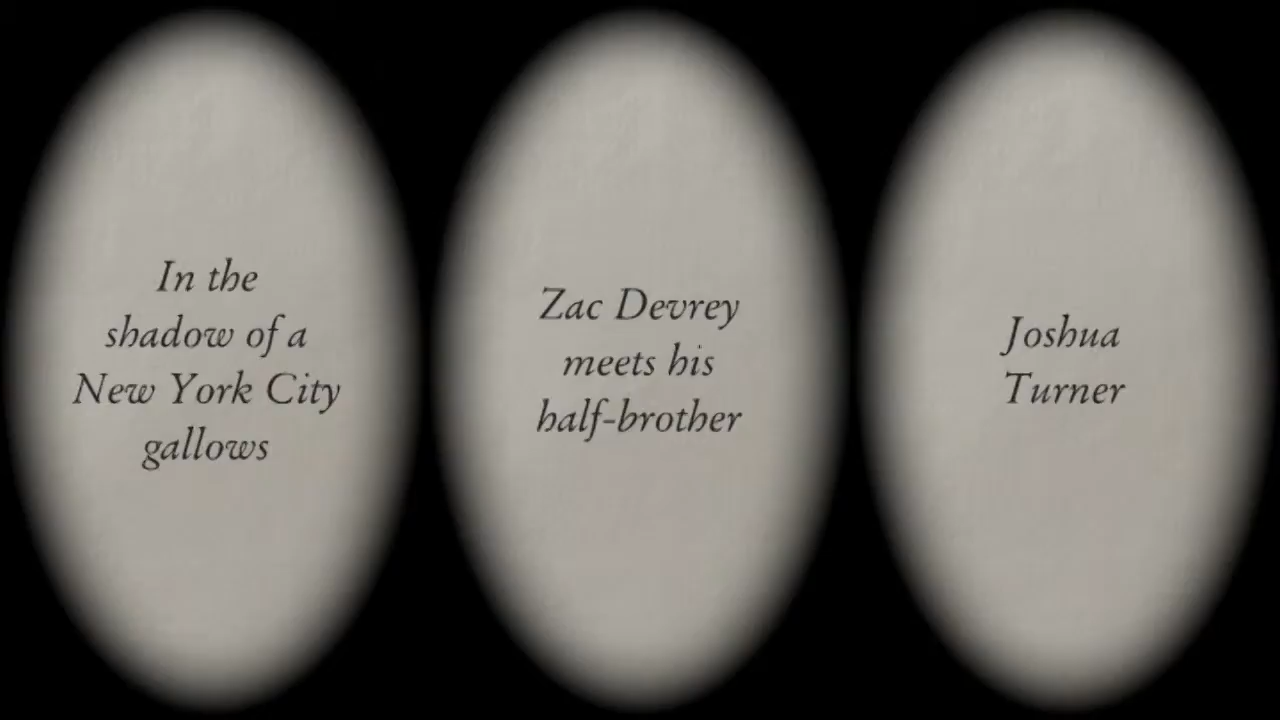 In the
shadow of a
New York City
gallows
Zac Devrey
meets his
half-brother
Joshua
Turner